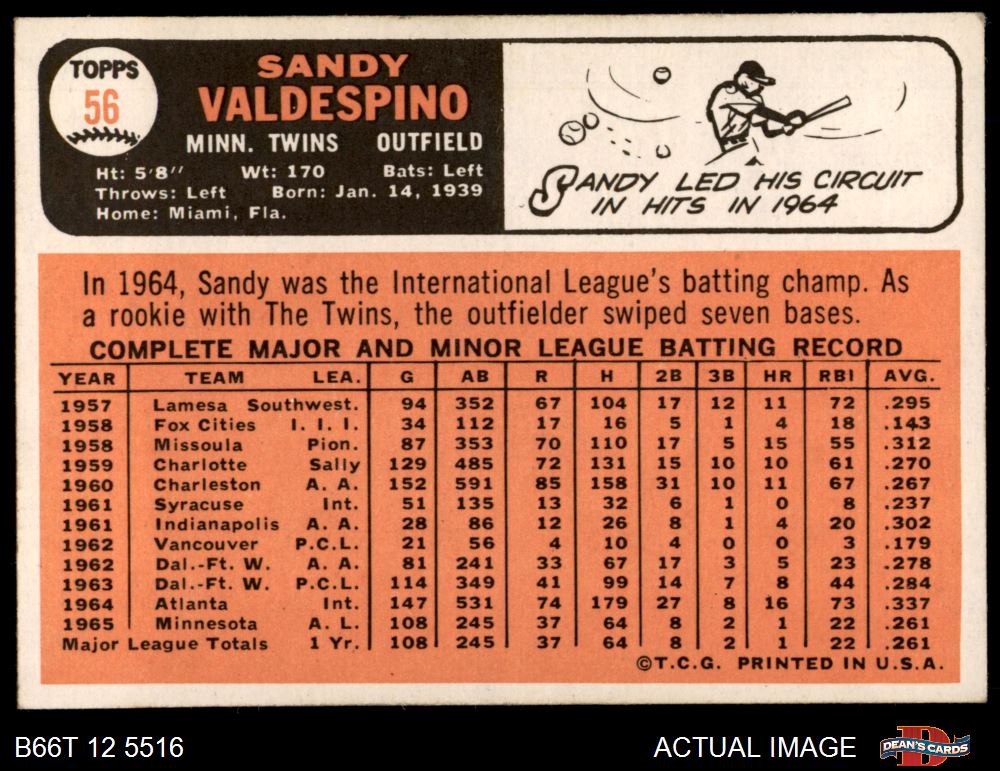 TOPPS
56
SANDY
VALDESPINO
MINN. TWINS OUTFIELD
Ht: 5'8" Wt: 170 Bats: Left
Throws: Left Born: Jan. 14, 1939
Home: Miami, Fla.
SANDY LED HIS CIRCUIT
IN HITS IN 1964
In 1964, Sandy was the International League's batting champ. As
a rookie with The Twins, the outfielder swiped seven bases.
COMPLETE MAJOR AND MINOR LEAGUE BATTING RECORD
YEAR TEAM LEA. G AB R H 2B 3B HR RBI AVG.
1957 Lamesa Southwest. 94 352 67 104 17 12 11 72 .295
1958 Fox Cities I. I. I. 34 112 17 16 5 1 4 18 .143
1958 Missoula Pion. 87 353 70 110 17 5 15 55 .312
1959 Charlotte Sally 129 485 72 131 15 10 10 61 .270
1960 Charleston A. A. 152 591 85 158 31 10 11 67 .267
1961 Syracuse Int. 51 135 13 32 6 1 0 8 .237
1961 Indianapolis A. A. 28 86 12 26 8 1 4 20 .302
1962 Vancouver P.C.L. 21 56 4 10 4 0 0 3 .179
1962 Dal.-Ft. W. A. A. 81 241 33 67 17 3 5 23 .278
1963 Dal.-Ft. W. P.C.L. 114 349 41 99 14 7 8 44 .284
1964 Atlanta Int. 147 531 74 179 27 8 16 73 .337
1965 Minnesota A. L. 108 245 37 64 8 2 1 22 .261
Major League Totals 1 Yr. 108 245 37 64 8 2 1 22 .261
©T.C.G. PRINTED IN U.S.A.
B66T 12 5516 ACTUAL IMAGE DEAN'S CARDS